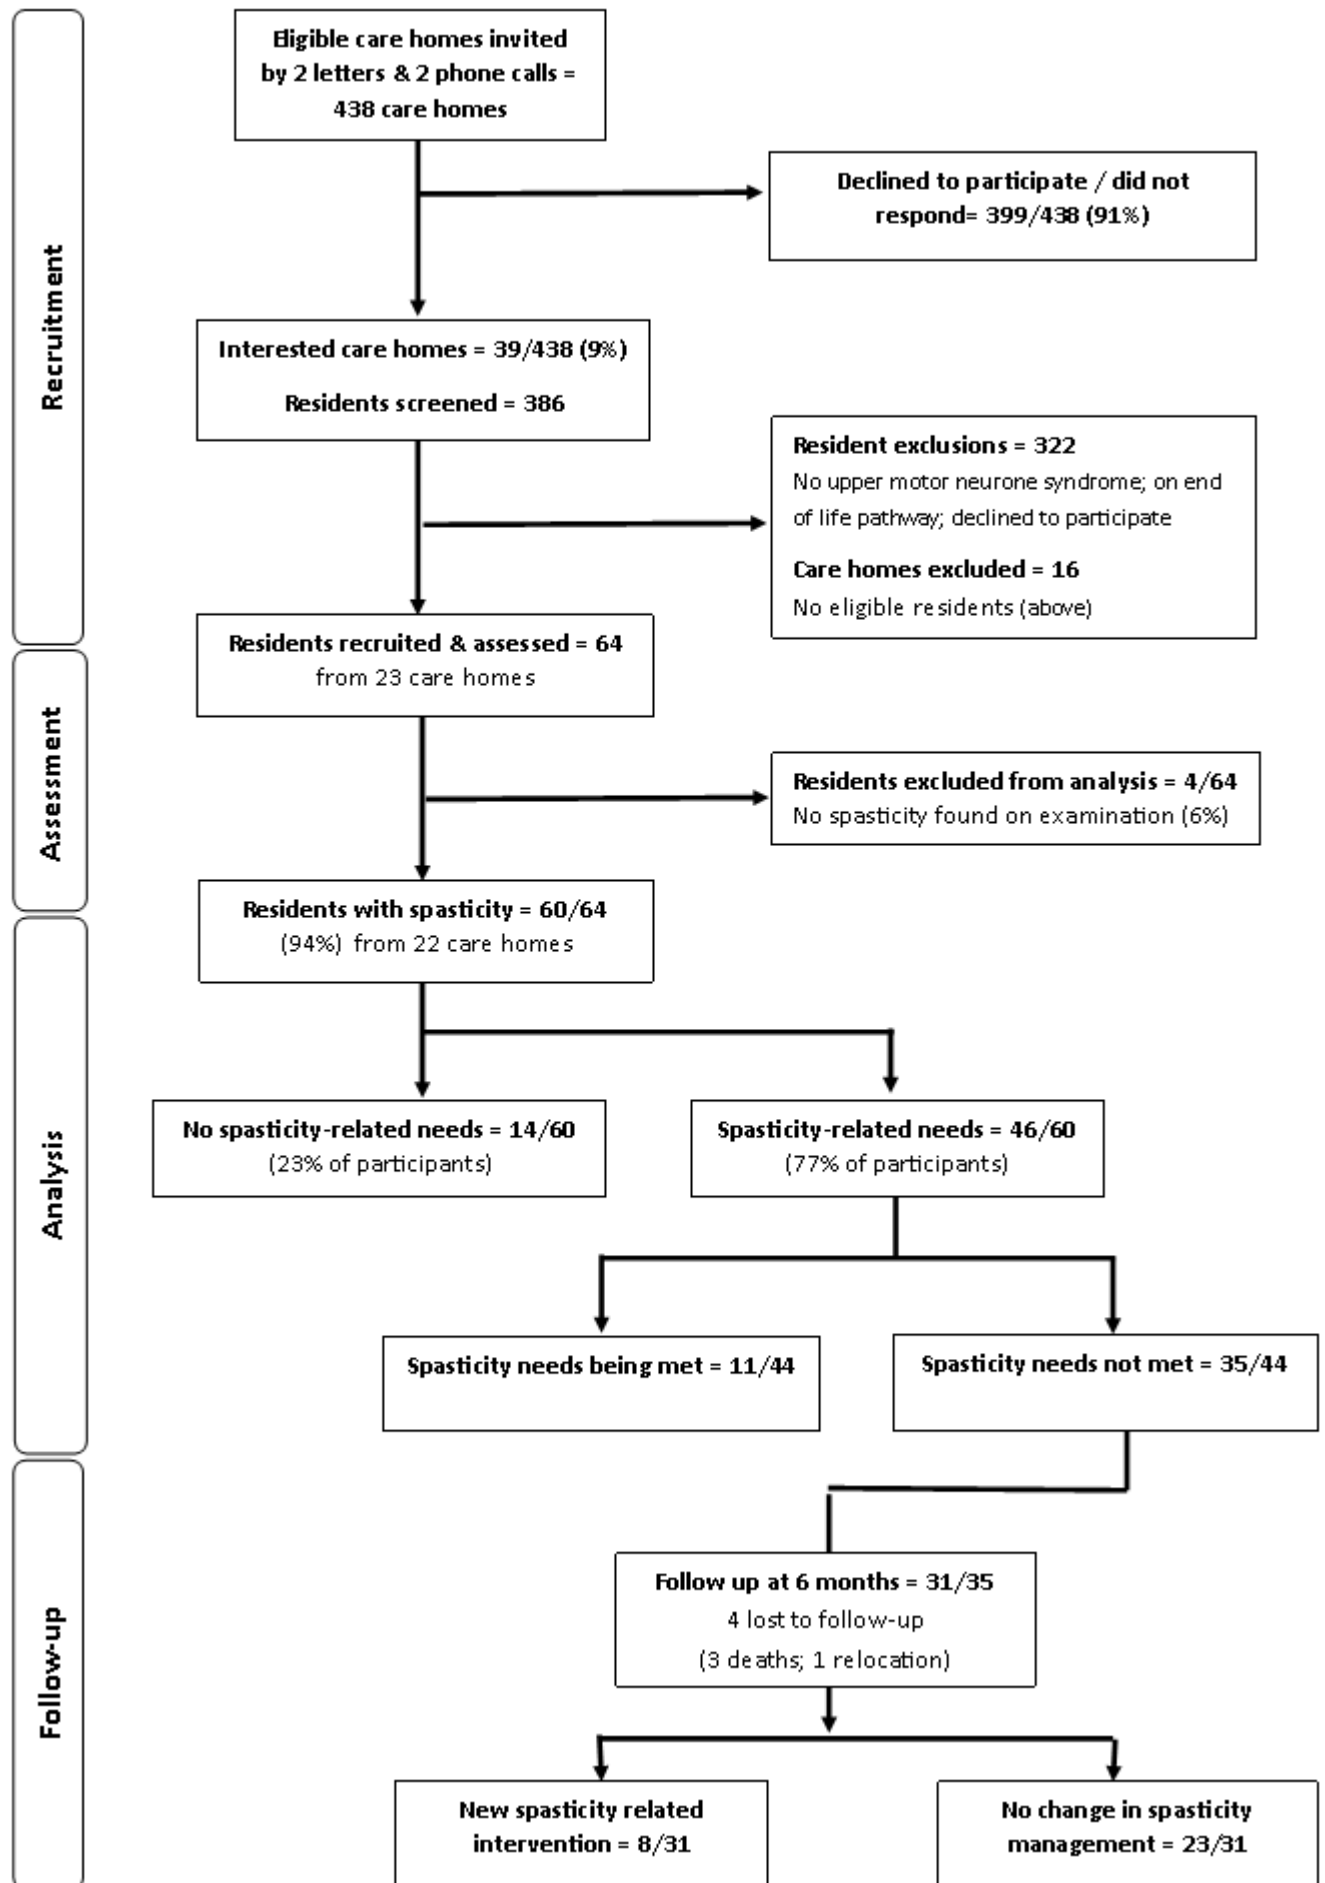 Recruitment
Eligible care homes invited
by 2 letters & 2 phone calls =
438 care homes
Declined to participate / did not
respond= 399/438 (91%)
Interested care homes = 39/438 (9%)
Residents screened = 386
Resident exclusions = 322
No upper motor neurone syndrome; on end
of life pathway; declined to participate
Care homes excluded = 16
No eligible residents (above)
Residents recruited & assessed = 64
from 23 care homes
Assessment
Residents excluded from analysis = 4/64
No spasticity found on examination (6%)
Residents with spasticity = 60/64
(94%) from 22 care homes
Analysis
No spasticity-related needs = 14/60
(23% of participants)
Spasticity-related needs = 46/60
(77% of participants)
Spasticity needs being met = 11/44
Spasticity needs not met = 35/44
Follow-up
Follow up at 6 months = 31/35
4 lost to follow-up
(3 deaths; 1 relocation)
New spasticity related
intervention = 8/31
No change in spasticity
management = 23/31